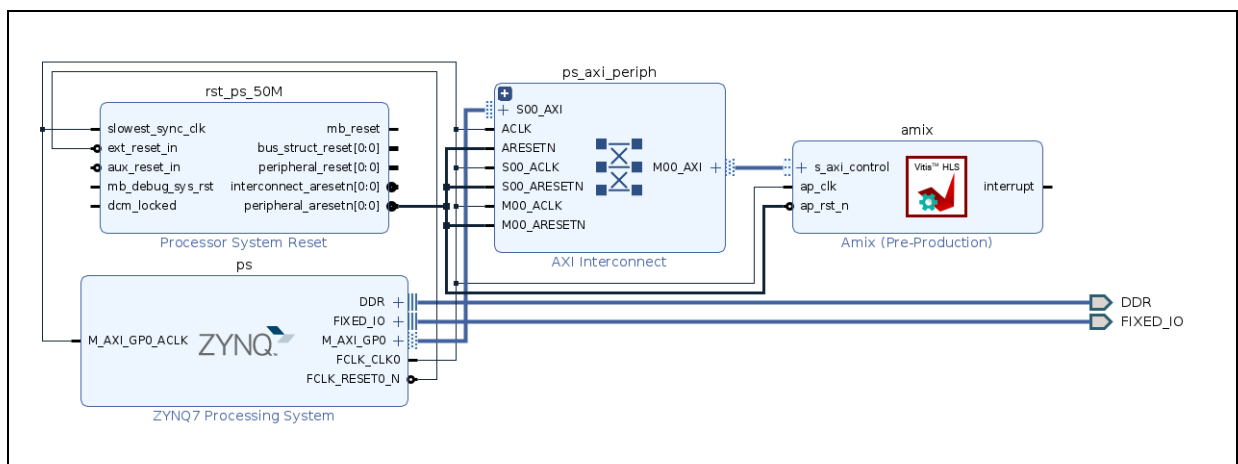 rst_ps_50M
slowest_sync_clk
mb_reset
ext_reset_in
bus_struct_reset[0:0]
aux_reset_in
peripheral_reset[0:0]
mb_debug_sys_rst
interconnect_aresetn[0:0]
dcm_locked
peripheral_aresetn[0:0]
Processor System Reset
ps_axi_periph
S00_AXI
ACLK
ARESETN
S00_ACLK
M00_AXI
S00_ARESETN
M00_ACLK
M00_ARESETN
AXI Interconnect
amix
s_axi_control
ap_clk
ap_rst_n
Vitis™ HLS
interrupt
Amix (Pre-Production)
ps
DDR
FIXED_IO
M_AXI_GP0_ACLK
ZYNQ
M_AXI_GP0
FCLK_CLK0
FCLK_RESET0_N
ZYNQ7 Processing System
DDR
FIXED_IO